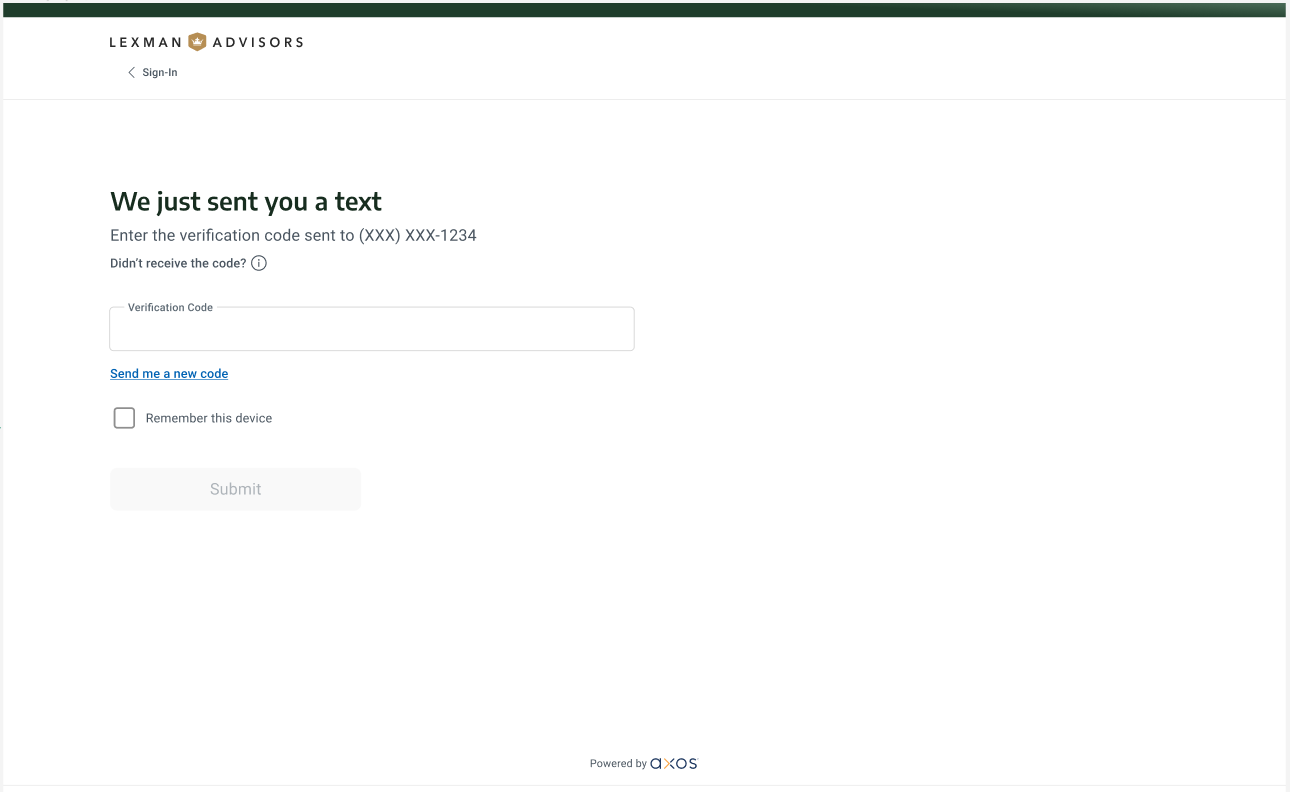 LEXMAN ADVISORS
Sign-In
We just sent you a text
Enter the verification code sent to (XXX) XXX-1234
Didn't receive the code?
Verification Code
Send me a new code
Remember this device
Submit
Powered by axos